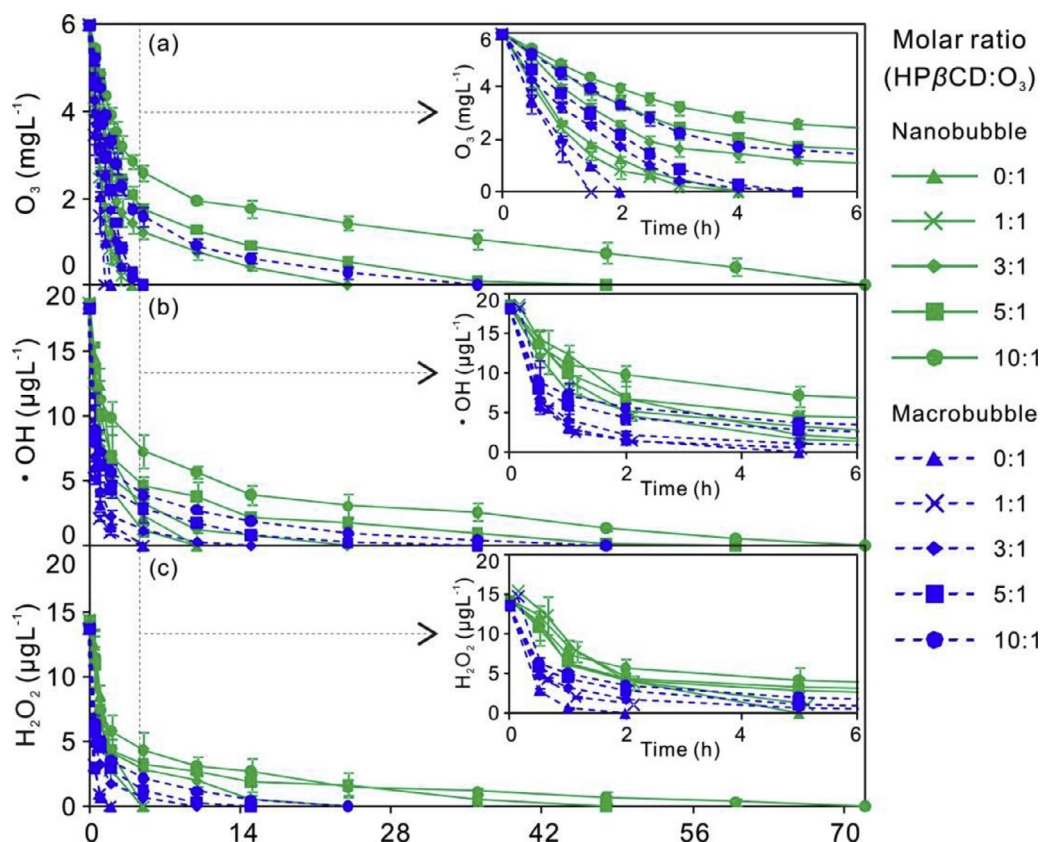 (a)
O₃ (mgL⁻¹)
6
4
2
0
O₃ (mgL⁻¹)
6
4
2
0
0 2 4 6
Time (h)
(b)
• OH (µgL⁻¹)
20
15
10
5
0
• OH (µgL⁻¹)
20
15
10
5
0
0 2 4 6
Time (h)
(c)
H₂O₂ (µgL⁻¹)
15
10
5
0
H₂O₂ (µgL⁻¹)
20
15
10
5
0
0 2 4 6
Time (h)
0 14 28 42 56 70
Molar ratio
(HPβCD:O₃)
Nanobubble
0:1
1:1
3:1
5:1
10:1
Macrobubble
0:1
1:1
3:1
5:1
10:1